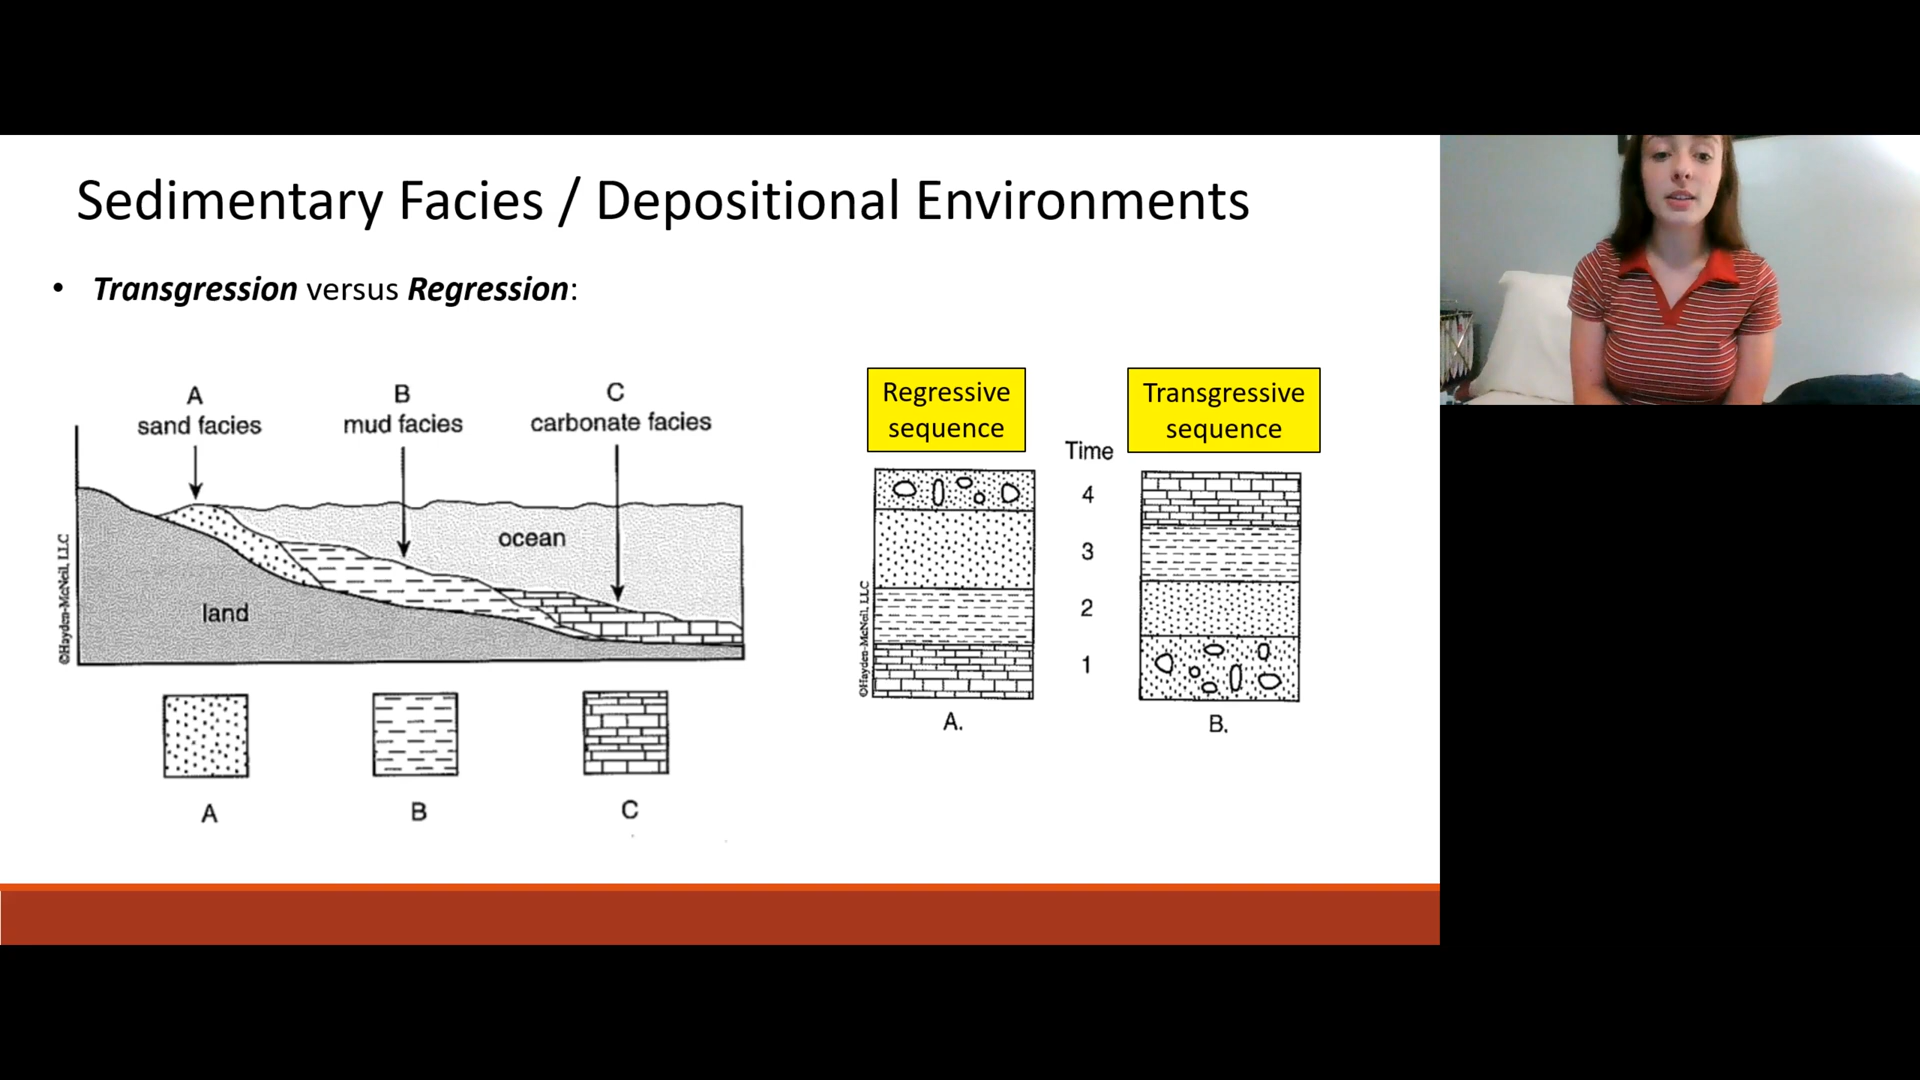 Sedimentary Facies / Depositional Environments
• Transgression versus Regression:
A
sand facies
B
mud facies
C
carbonate facies
ocean
land
©Hayden-McNeil, LLC
A
B
C
Regressive
sequence
Time
Transgressive
sequence
4
3
2
1
©Hayden-McNeil, LLC
A.
B.